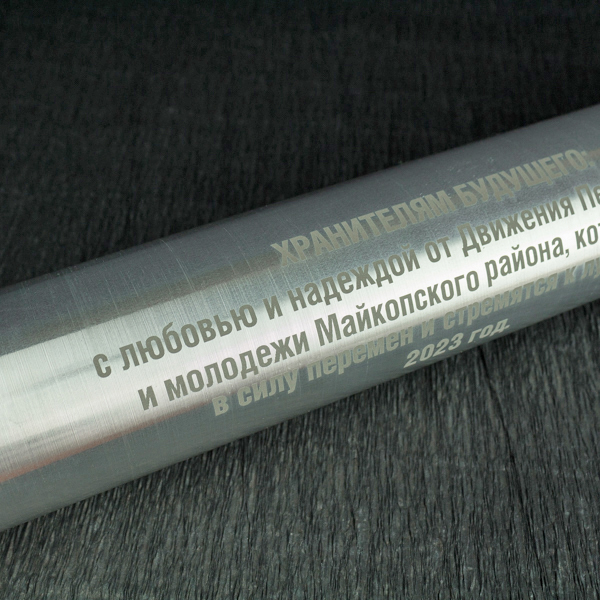 ХРАНИТЕЛЯМ БУДУЩЕГО,
с любовью и надеждой от Движения
и молодежи Майкопского района,
в силу перемен и стремятся к
2023 год.